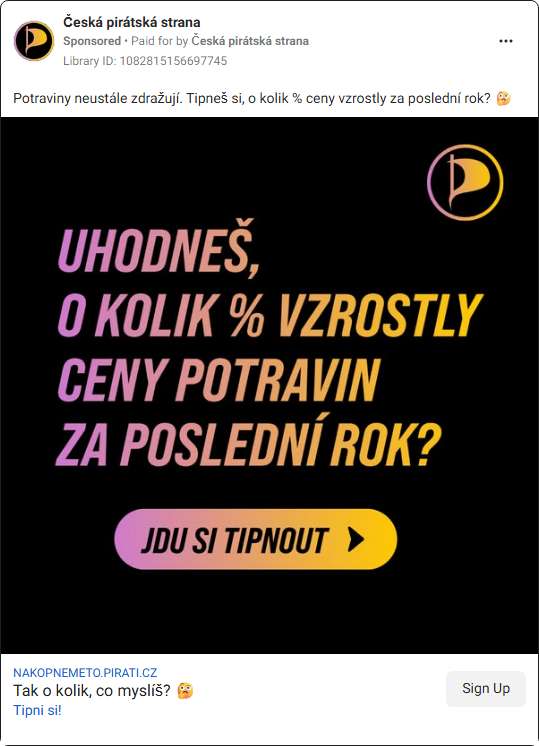 Česká pirátská strana
Sponsored • Paid for by Česká pirátská strana
Library ID: 1082815156697745
Potraviny neustále zdražují. Tipneš si, o kolik % ceny vzrostly za poslední rok? 🤔
UHODNEŠ,
O KOLIK % VZROSTLY
CENY POTRAVIN
ZA POSLEDNÍ ROK?
JDU SI TIPNOUT
NAKOPNEMETO.PIRATI.CZ
Tak o kolik, co myslíš? 🤔
Tipni si!
Sign Up